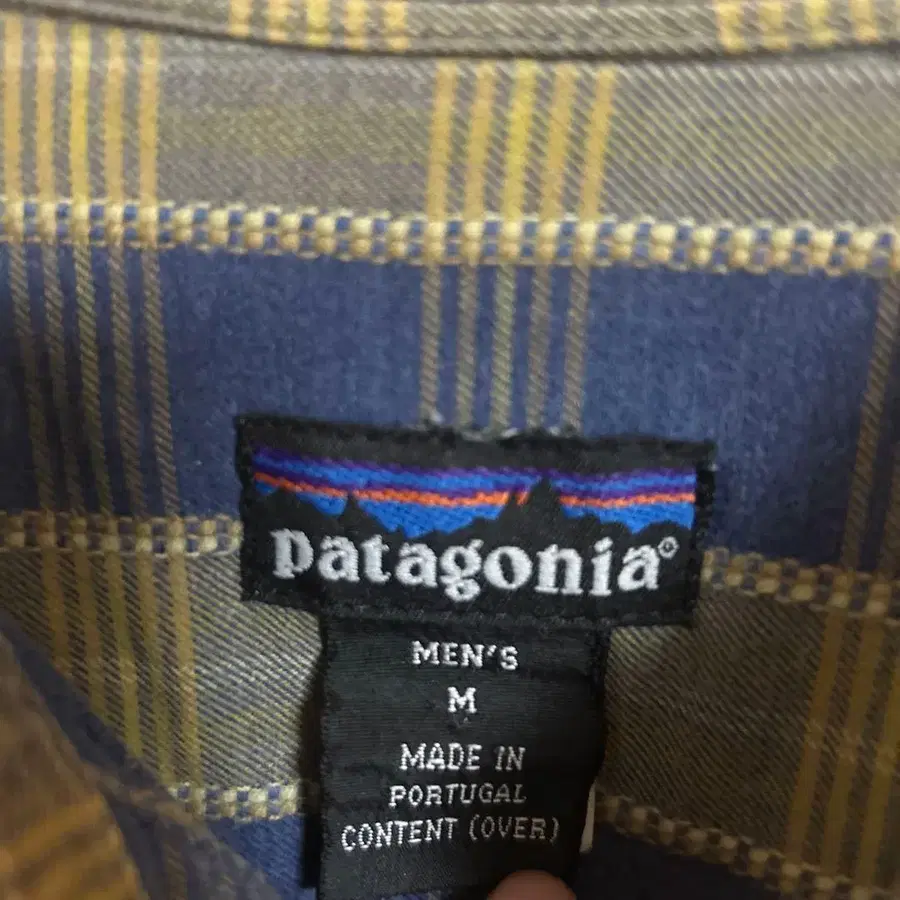 patagonia®
MEN'S
M
MADE IN
PORTUGAL
CONTENT (OVER)